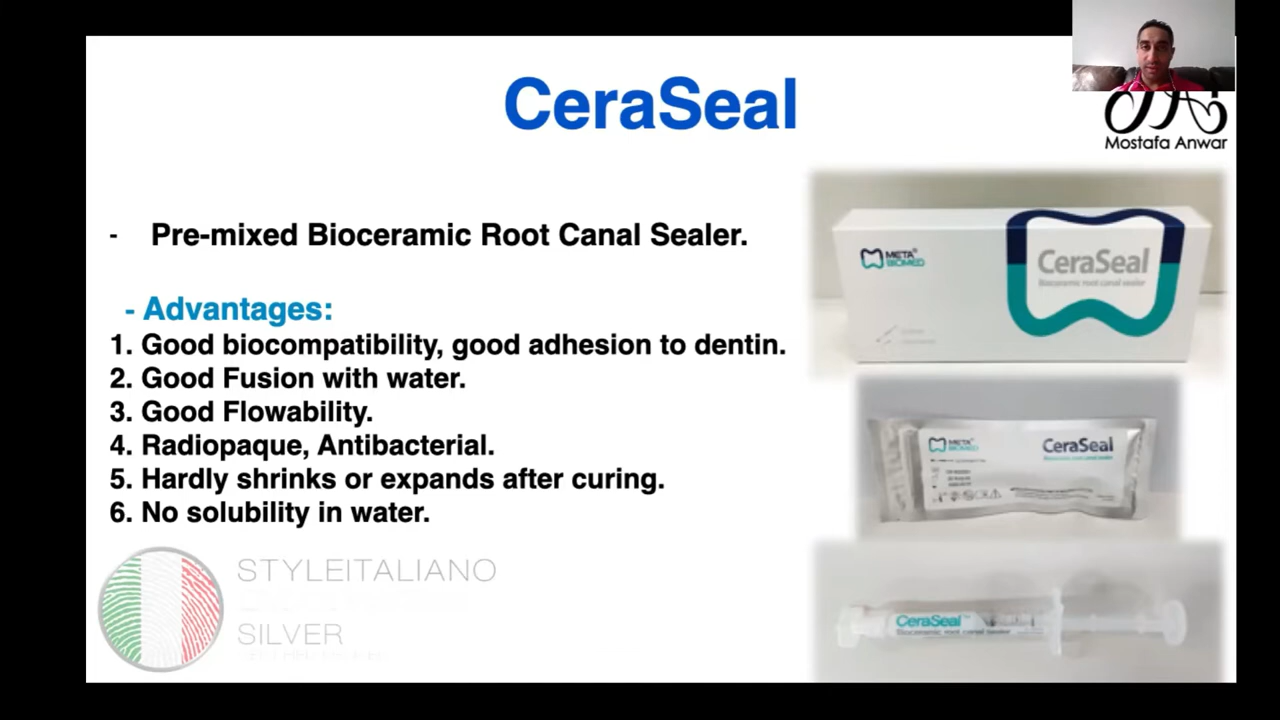 CeraSeal
Mostafa Anwar
- Pre-mixed Bioceramic Root Canal Sealer.
- Advantages:
1. Good biocompatibility, good adhesion to dentin.
2. Good Fusion with water.
3. Good Flowability.
4. Radiopaque, Antibacterial.
5. Hardly shrinks or expands after curing.
6. No solubility in water.
META
BIOMED
CeraSeal
Bioceramic root canal sealer
META
BIOMED
CeraSeal
CeraSeal
Bioceramic root canal sealer
STYLEITALIANO
SILVER